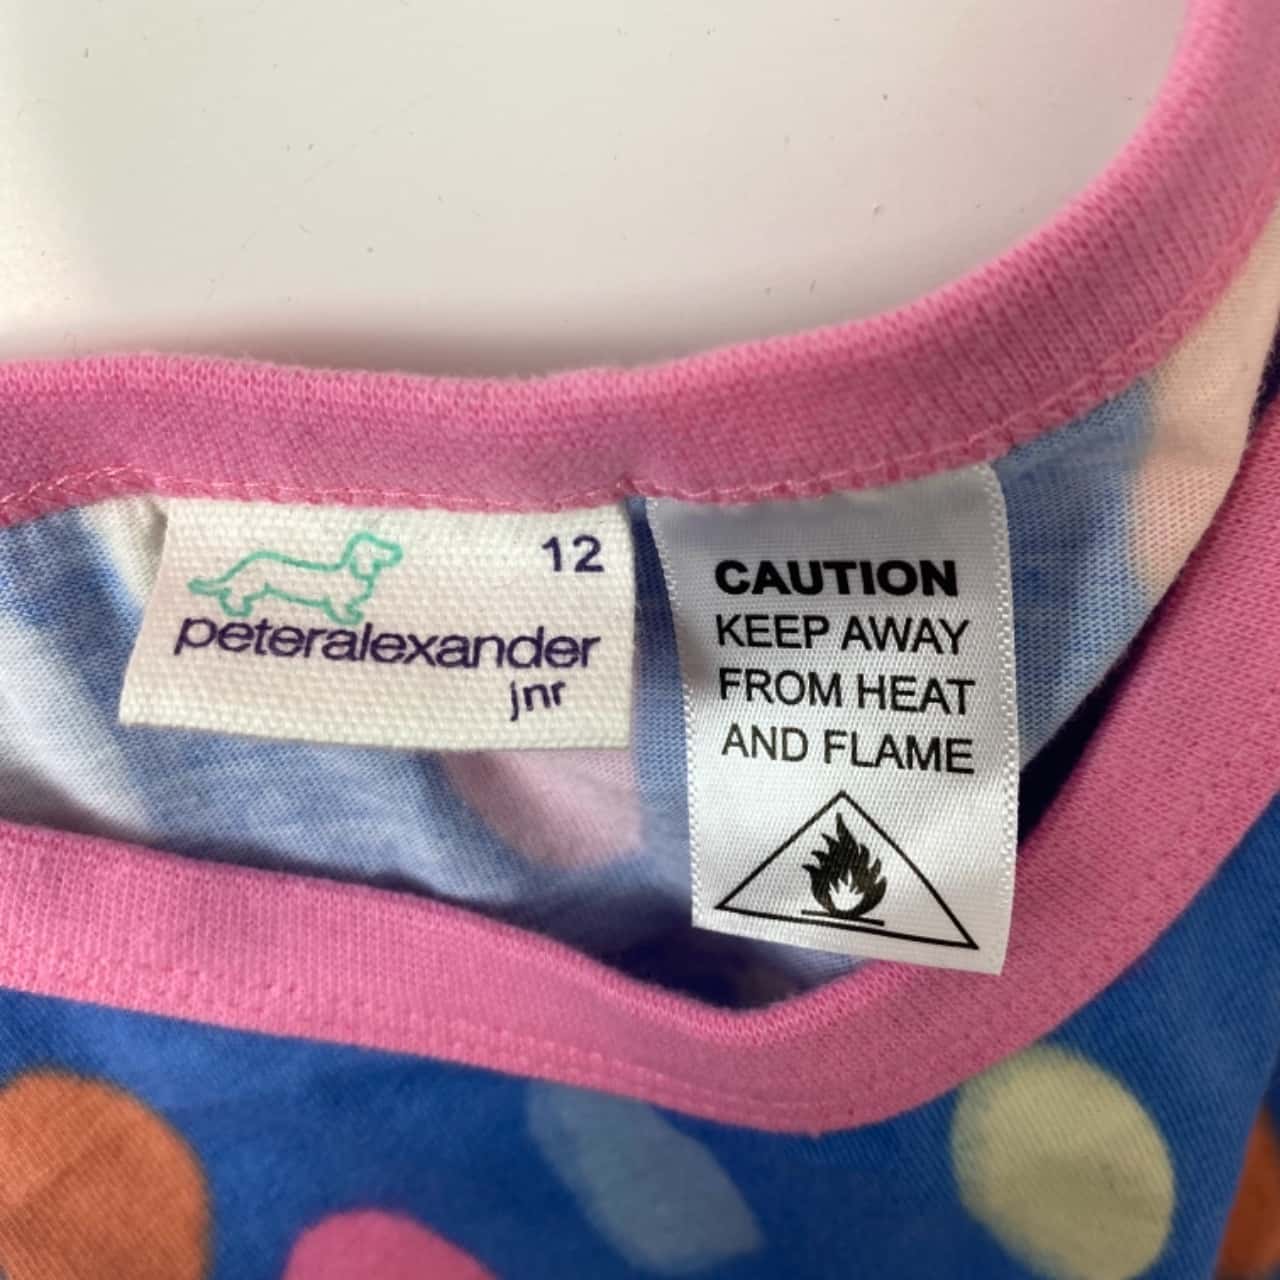 12
peteralexander
jnr
CAUTION
KEEP AWAY
FROM HEAT
AND FLAME